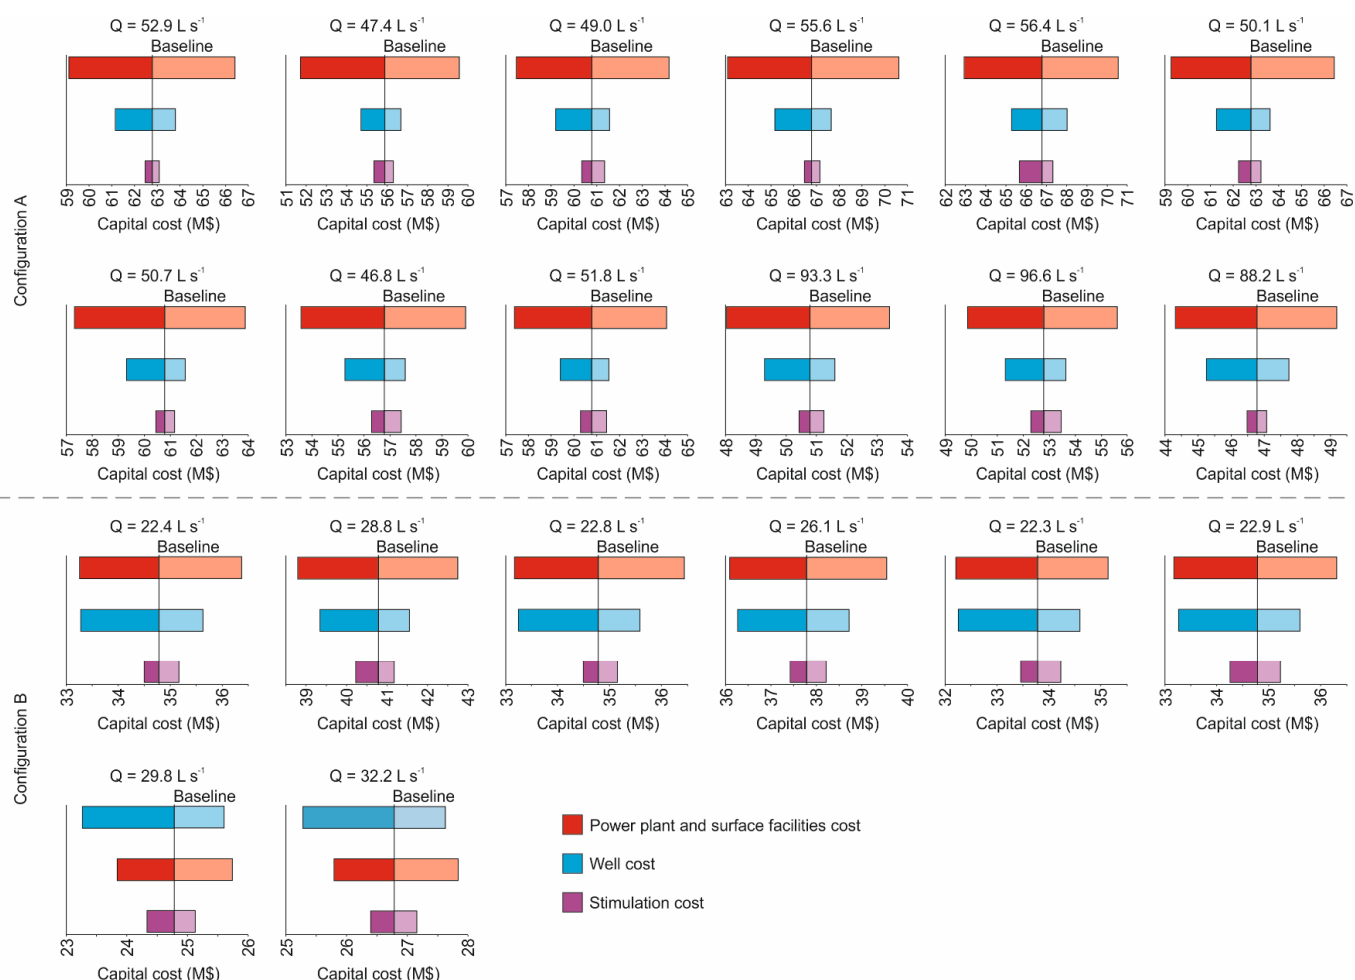 Configuration A
Q = 52.9 L s⁻¹
Baseline
59 60 61 62 63 64 65 66 67
Capital cost (M$)
Q = 47.4 L s⁻¹
Baseline
51 52 53 54 55 56 57 58 59 60
Capital cost (M$)
Q = 49.0 L s⁻¹
Baseline
57 58 59 60 61 62 63 64 65
Capital cost (M$)
Q = 55.6 L s⁻¹
Baseline
63 64 65 66 67 68 69 70 71
Capital cost (M$)
Q = 56.4 L s⁻¹
Baseline
62 63 64 65 66 67 68 69 70 71
Capital cost (M$)
Q = 50.1 L s⁻¹
Baseline
59 60 61 62 63 64 65 66 67
Capital cost (M$)
Q = 50.7 L s⁻¹
Baseline
57 58 59 60 61 62 63 64
Capital cost (M$)
Q = 46.8 L s⁻¹
Baseline
53 54 55 56 57 58 59 60
Capital cost (M$)
Q = 51.8 L s⁻¹
Baseline
57 58 59 60 61 62 63 64 65
Capital cost (M$)
Q = 93.3 L s⁻¹
Baseline
48 49 50 51 52 53 54
Capital cost (M$)
Q = 96.6 L s⁻¹
Baseline
49 50 51 52 53 54 55 56
Capital cost (M$)
Q = 88.2 L s⁻¹
Baseline
44 45 46 47 48 49
Capital cost (M$)
Configuration B
Q = 22.4 L s⁻¹
Baseline
33 34 35 36
Capital cost (M$)
Q = 28.8 L s⁻¹
Baseline
39 40 41 42 43
Capital cost (M$)
Q = 22.8 L s⁻¹
Baseline
33 34 35 36
Capital cost (M$)
Q = 26.1 L s⁻¹
Baseline
36 37 38 39 40
Capital cost (M$)
Q = 22.3 L s⁻¹
Baseline
32 33 34 35
Capital cost (M$)
Q = 22.9 L s⁻¹
Baseline
33 34 35 36
Capital cost (M$)
Q = 29.8 L s⁻¹
Baseline
23 24 25 26
Capital cost (M$)
Q = 32.2 L s⁻¹
Baseline
25 26 27 28
Capital cost (M$)
Power plant and surface facilities cost
Well cost
Stimulation cost